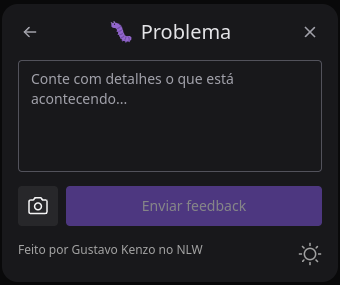 Problema
Conte com detalhes o que está
acontecendo...
Enviar feedback
Feito por Gustavo Kenzo no NLW